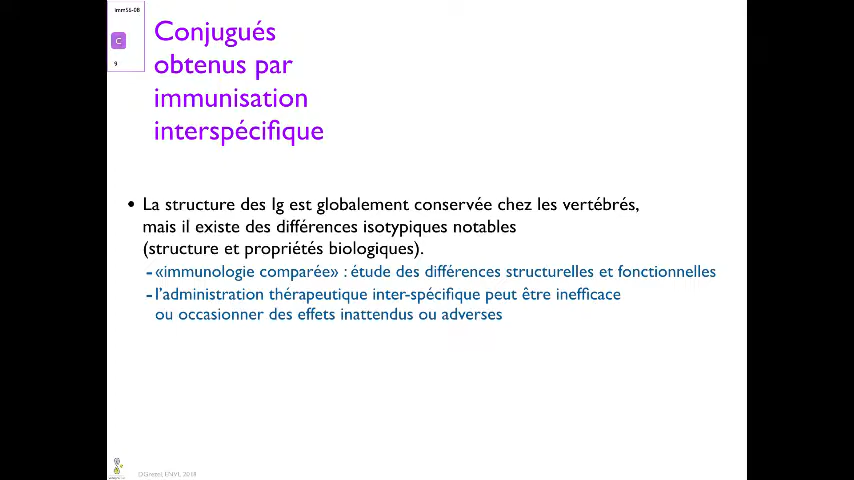 Imm5S-08
C
9
Conjugués
obtenus par
immunisation
interspécifique
• La structure des Ig est globalement conservée chez les vertébrés,
mais il existe des différences isotypiques notables
(structure et propriétés biologiques).
- «immunologie comparée» : étude des différences structurelles et fonctionnelles
- l'administration thérapeutique inter-spécifique peut être inefficace
ou occasionner des effets inattendus ou adverses
2018